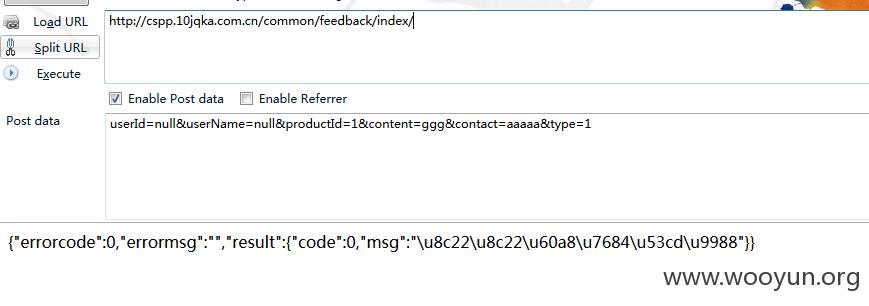 Load URL
http://cspp.10jqka.com.cn/common/feedback/index/
Split URL
Execute
Enable Post data
Enable Referrer
Post data
userId=null&userName=null&productId=1&content=ggg&contact=aaaaa&type=1
{"errorcode":0,"errormsg":"","result":{"code":0,"msg":"\u8c22\u8c22\u60a8\u7684\u53cd\u9988"}}
www.wooyun.org